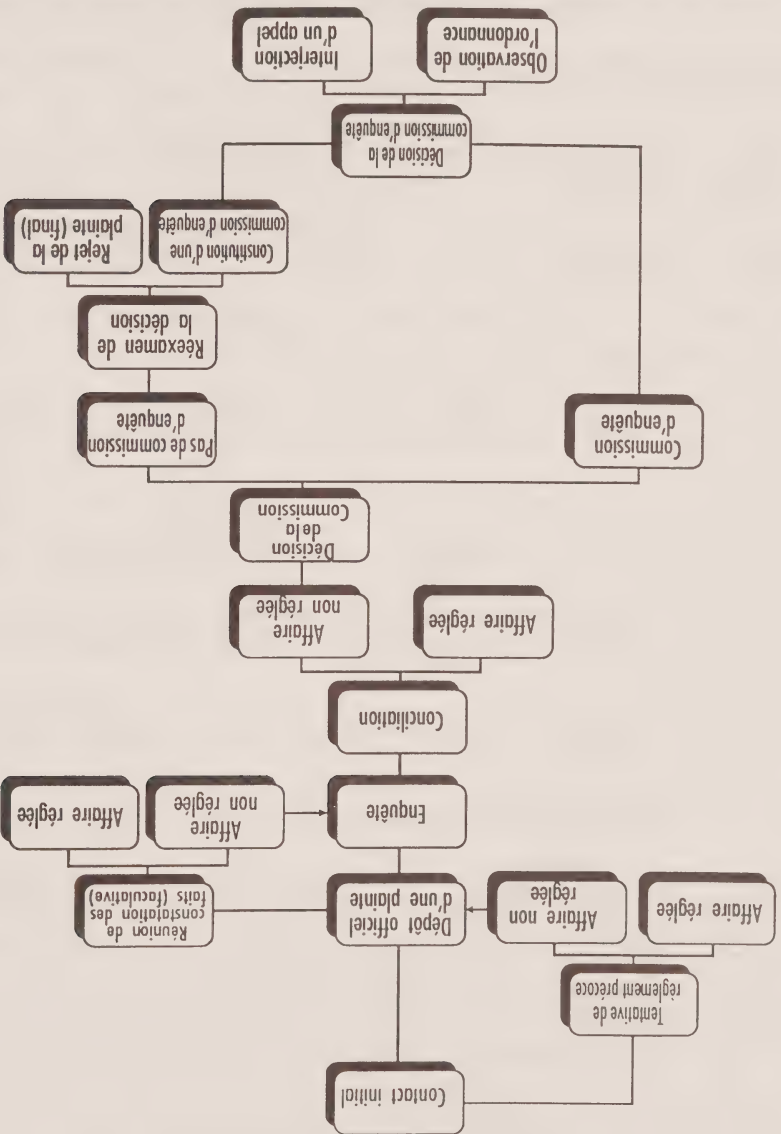 Contact initial
Tentative de
règlement précoce
Affaire réglée
Affaire non
réglée
Dépôt officiel
d'une plainte
Réunion de
constatation des
faits (faculative)
Affaire
non réglée
Affaire réglée
Enquête
Conciliation
Affaire réglée
Affaire
non réglée
Décision
de la
Commission
Commission
d'enquête
Pas de commission
d'enquête
Réexamen de
la décision
Constitution d'une
commission d'enquête
Rejet de la
plainte (final)
Décision de la
commission d'enquête
Observation de
l'ordonnance
Interjection
d'un appel